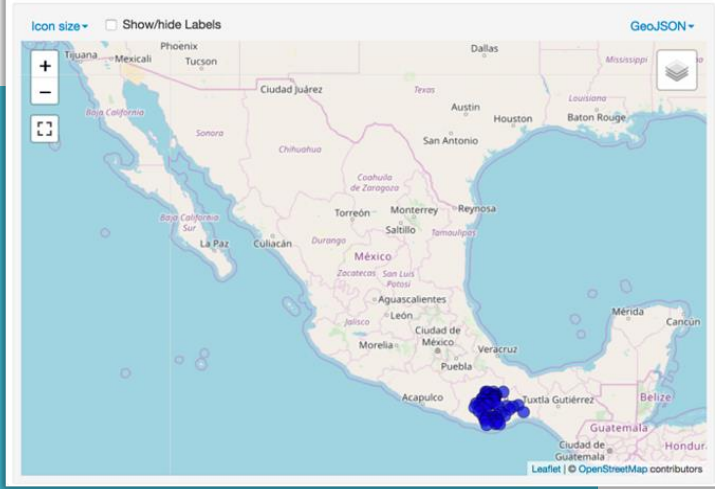 Icon size
Show/hide Labels
GeoJSON
+
−
Phoenix
Tijuana
Mexicali
Tucson
Dallas
Mississippi
Ciudad Juárez
Texas
Louisiana
Austin
Baton Rouge
Houston
Baja California
Sonora
San Antonio
Chihuahua
Coahuila
de Zaragoza
Torreón
Monterrey
Reynosa
Baja California
Sur
Saltillo
Tamaulipas
La Paz
Culiacán
Durango
México
Zacatecas
San Luis
Potosí
Aguascalientes
León
Jalisco
Mérida
Cancún
Ciudad de
México
Morelia
Veracruz
Puebla
Acapulco
Tuxtla Gutiérrez
Belize
Guatemala
Ciudad de
Guatemala
Hondur
Leaflet | © OpenStreetMap contributors